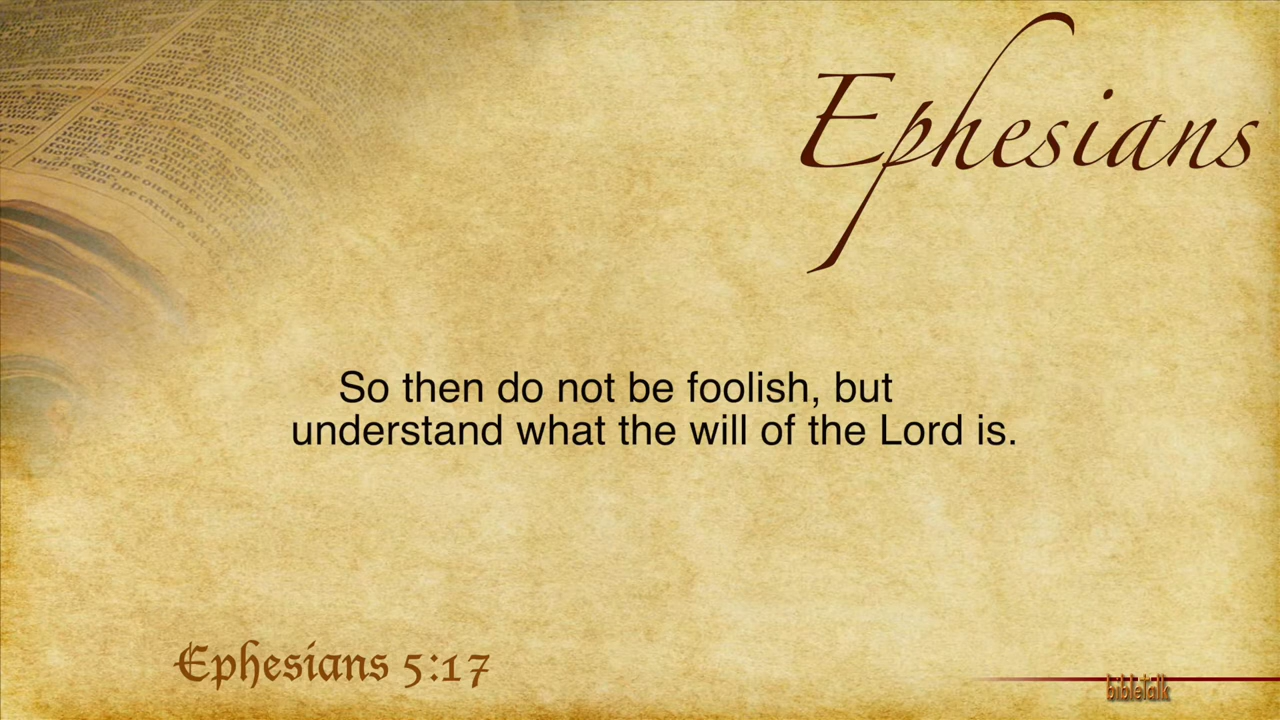 Ephesians
So then do not be foolish, but
understand what the will of the Lord is.
Ephesians 5:17
bibletalk